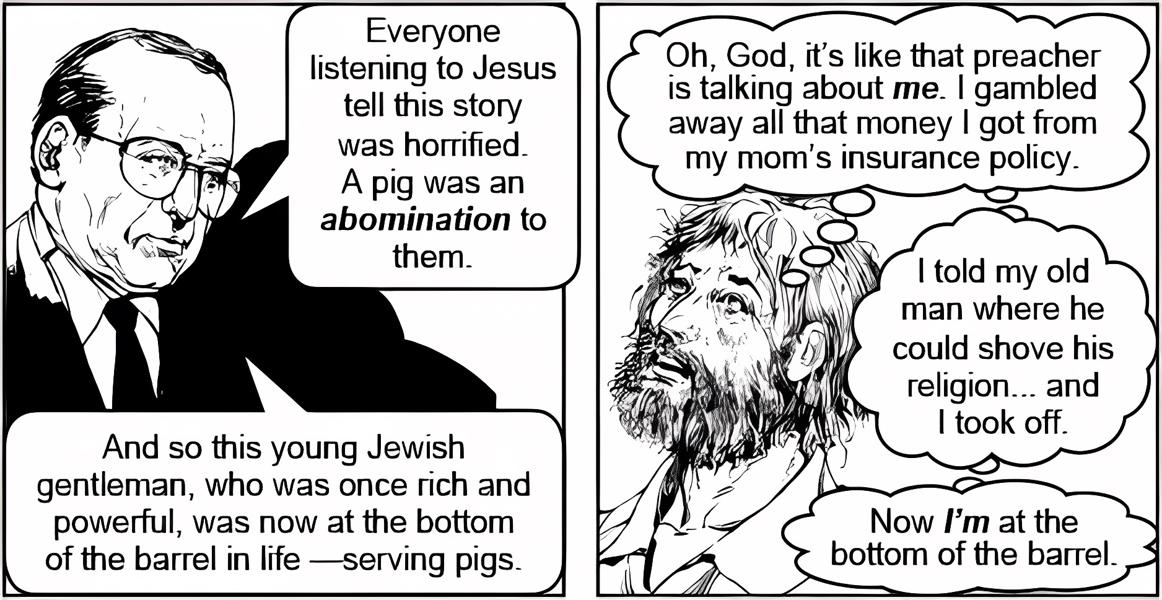 Everyone
listening to Jesus
tell this story
was horrified.
A pig was an
abomination to
them.
And so this young Jewish
gentleman, who was once rich and
powerful, was now at the bottom
of the barrel in life —serving pigs.
Oh, God, it’s like that preacher
is talking about me. I gambled
away all that money I got from
my mom’s insurance policy.
I told my old
man where he
could shove his
religion... and
I took off.
Now I’m at the
bottom of the barrel.